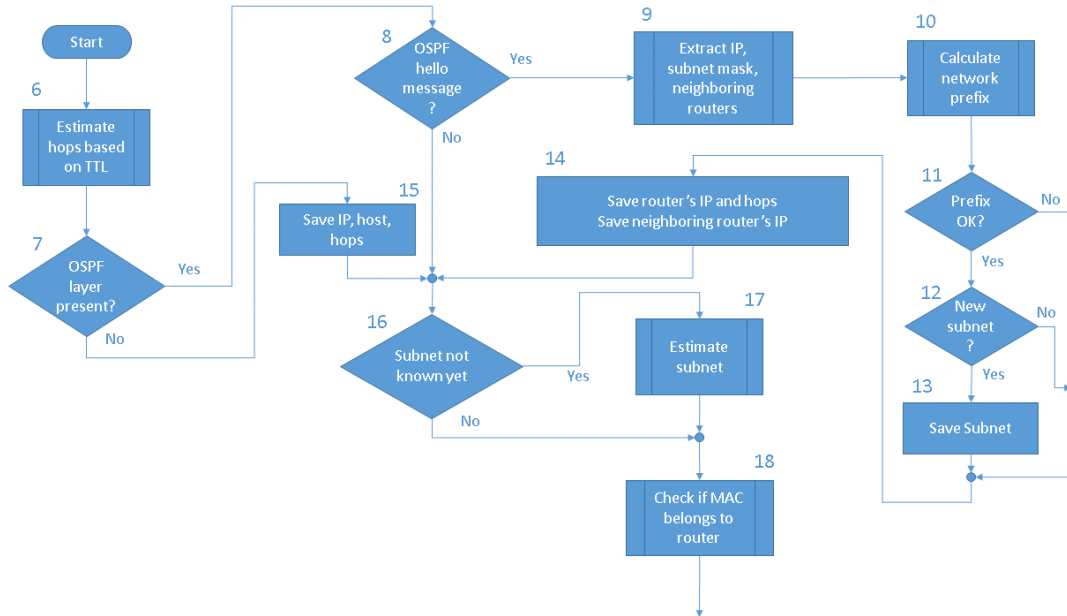 Start
6
Estimate
hops based
on TTL
7
OSPF
layer
present?
Yes
No
8
OSPF
hello
message
?
Yes
No
9
Extract IP,
subnet mask,
neighboring
routers
10
Calculate
network
prefix
11
Prefix
OK?
No
Yes
12
New
subnet
?
No
Yes
13
Save Subnet
14
Save router's IP and hops
Save neighboring router's IP
15
Save IP, host,
hops
16
Subnet not
known yet
Yes
No
17
Estimate
subnet
18
Check if MAC
belongs to
router